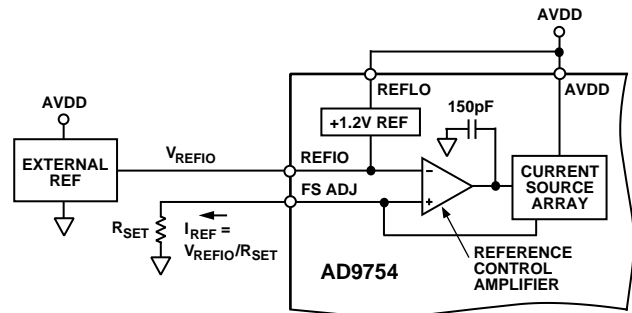 AVDD
REFLO
AVDD
150pF
AVDD
+1.2V REF
EXTERNAL
REF
VREFIO
REFIO
FS ADJ
RSET
IREF =
VREFIO/RSET
–
+
CURRENT
SOURCE
ARRAY
AD9754
REFERENCE
CONTROL
AMPLIFIER